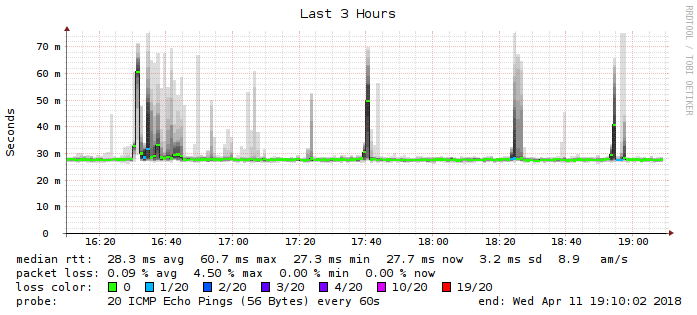 Last 3 Hours
RRDTOOL / TOBI OETIKER
Seconds
70 m
60 m
50 m
40 m
30 m
20 m
10 m
0
16:20 16:40 17:00 17:20 17:40 18:00 18:20 18:40 19:00
median rtt: 28.3 ms avg 60.7 ms max 27.3 ms min 27.7 ms now 3.2 ms sd 8.9 am/s
packet loss: 0.09 % avg 4.50 % max 0.00 % min 0.00 % now
loss color: 0 1/20 2/20 3/20 4/20 10/20 19/20
probe: 20 ICMP Echo Pings (56 Bytes) every 60s end: Wed Apr 11 19:10:02 2018